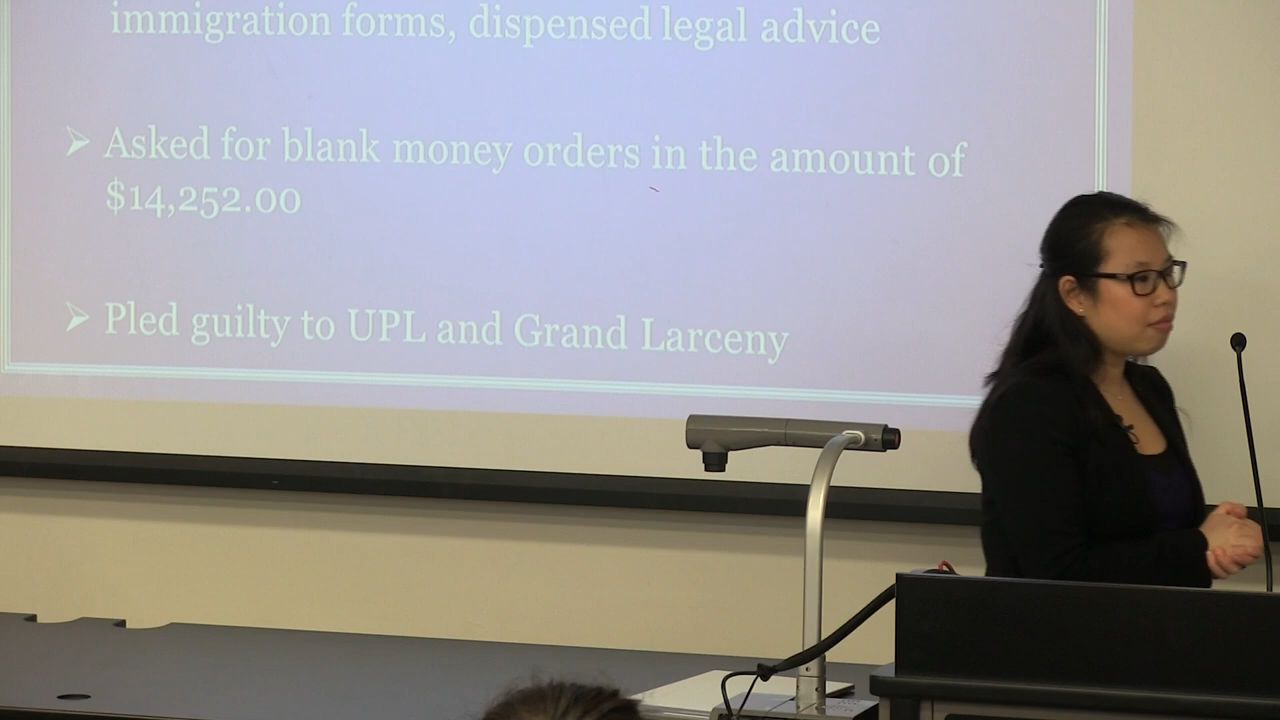 immigration forms, dispensed legal advice
Asked for blank money orders in the amount of
$14,252.00
Pled guilty to UPL and Grand Larceny